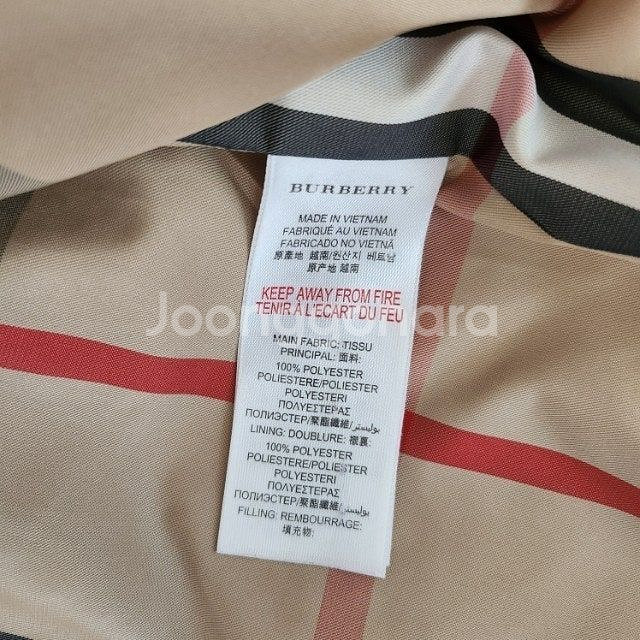 BURBERRY
MADE IN VIETNAM
FABRIQUÉ AU VIETNAM
FABRICADO NO VIETNÃ
原產地 越南/원산지 베트남
原产地 越南
KEEP AWAY FROM FIRE
TENIR À L'ÉCART DU FEU
Joonggonara
MAIN FABRIC: TISSU
PRINCIPAL: 面料:
100% POLYESTER
POLIESTERE/POLIESTER
POLYESTERI
ΠΟΛΥΕΣΤΕΡΑΣ
ПОЛИЭСТЕР/聚酯纖維/بوليستر
LINING: DOUBLURE: 裡裏:
100% POLYESTER
POLIESTERE/POLIESTER
POLYESTERI
ΠΟΛΥΕΣΤΕΡΑΣ
ПОЛИЭСТЕР/聚酯纖維/بوليستر
FILLING: REMBOURRAGE:
填充物: